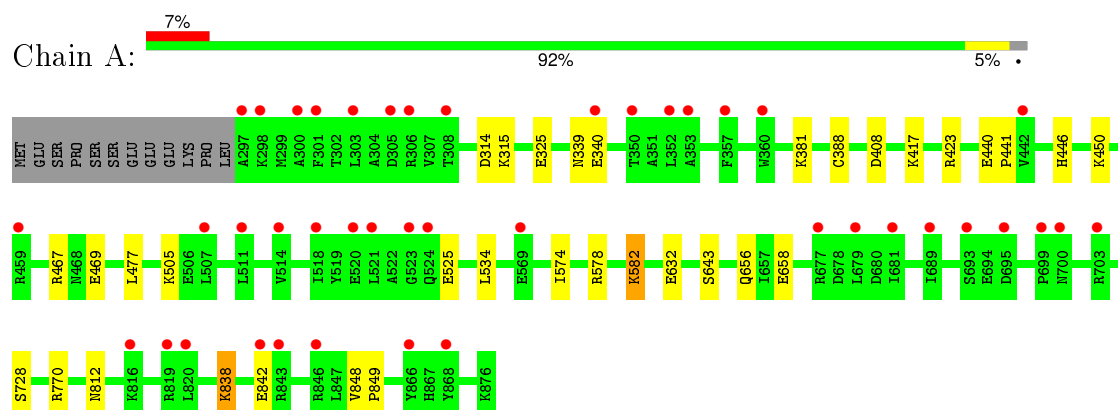 7%
Chain A:
92%
5%
MET GLU SER PRO SER SER GLU GLU GLU LYS PRO LEU A297 K298 M299 A300 F301 T302 L303 A304 D305 R306 V307 T308 D314 K315 E325 N339 E340 T350 A351 L352 A353 F357 W360 K381 C388 D408 K417 R423 E440 P441 V442 H446 K450
R459 R467 N468 E469 L477 K505 E506 L507 L511 V514 I518 Y519 E520 L521 A522 G523 Q524 E525 L534 E569 I574 R578 K582 E632 S643 Q656 I657 E658 R677 D678 L679 D680 I681 I689 S693 E694 D695 P699 N700 R703
S728 R770 N812 K816 R819 L820 K838 E842 R843 R846 L847 V848 P849 Y866 H867 Y868 K876